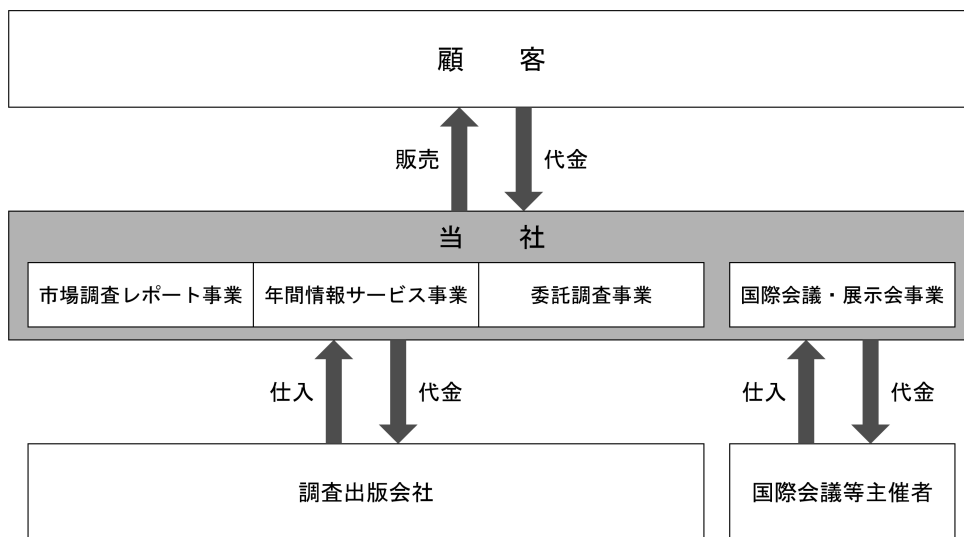 顧　　客
販売
代金
当　　社
市場調査レポート事業
年間情報サービス事業
委託調査事業
国際会議・展示会事業
仕入
代金
仕入
代金
調査出版会社
国際会議等主催者